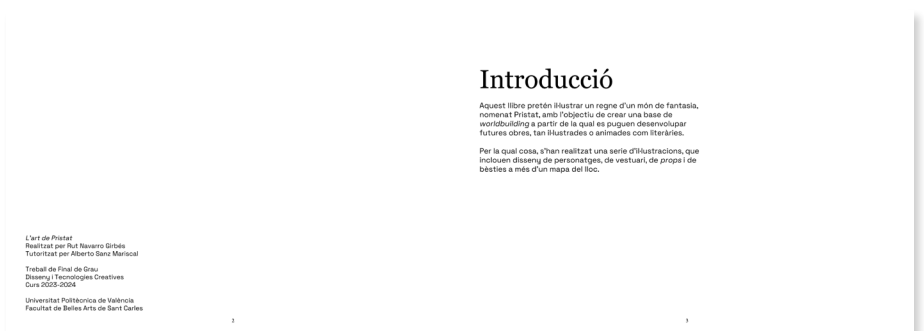 L'art de Pristat
Realitzat per Rut Navarro Girbés
Tutoritzat per Alberto Sanz Mariscal
Treball de Final de Grau
Disseny i Tecnologies Creatives
Curs 2023-2024
Universitat Politècnica de València
Facultat de Belles Arts de Sant Carles
2
Introducció
Aquest llibre pretén il·lustrar un regne d'un món de fantasia,
nomenat Pristat, amb l'objectiu de crear una base de
worldbuilding a partir de la qual es puguen desenvolupar
futures obres, tan il·lustrades o animades com literàries.
Per la qual cosa, s'han realitzat una serie d'il·lustracions, que
inclouen disseny de personatges, de vestuari, de props i de
bèsties a més d'un mapa del lloc.
3